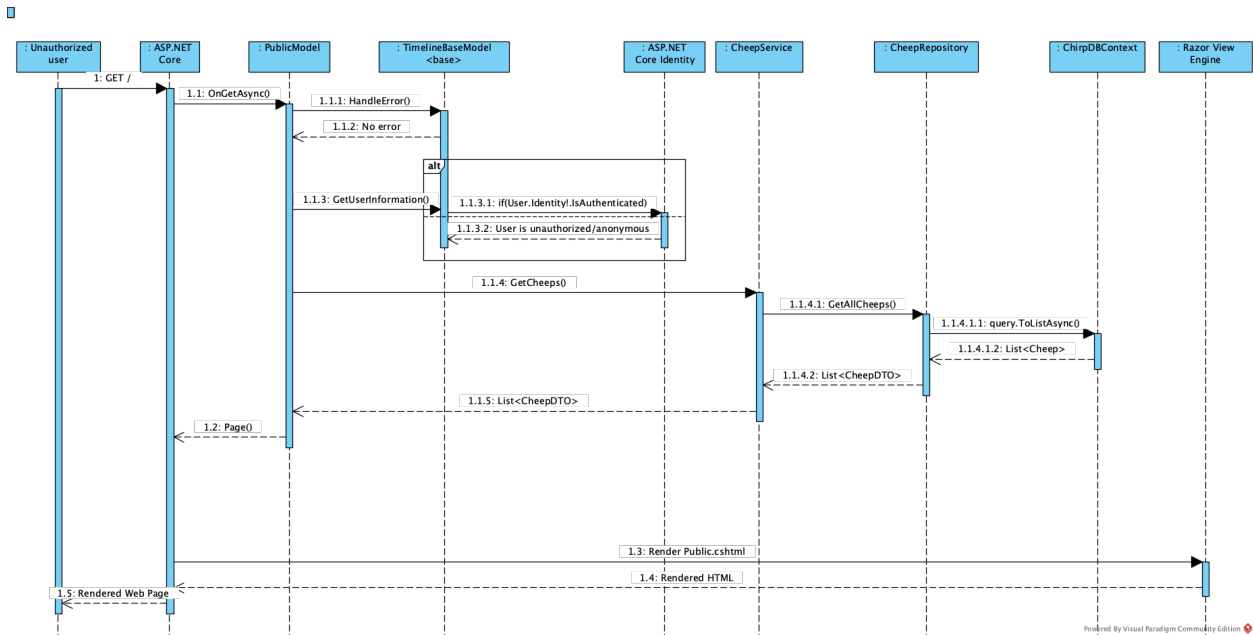 : Unauthorized
user
: ASP.NET
Core
: PublicModel
: TimelineBaseModel
<base>
: ASP.NET
Core Identity
: CheepService
: CheepRepository
: ChirpDBContext
: Razor View
Engine
1: GET /
1.1: OnGetAsync()
1.1.1: HandleError()
1.1.2: No error
alt
1.1.3: GetUserInformation()
1.1.3.1: if(User.Identity!.IsAuthenticated)
1.1.3.2: User is unauthorized/anonymous
1.1.4: GetCheeps()
1.1.4.1: GetAllCheeps()
1.1.4.1.1: query.ToListAsync()
1.1.4.1.2: List<Cheep>
1.1.4.2: List<CheepDTO>
1.1.5: List<CheepDTO>
1.2: Page()
1.3: Render Public.cshtml
1.4: Rendered HTML
1.5: Rendered Web Page
Powered By Visual Paradigm Community Edition